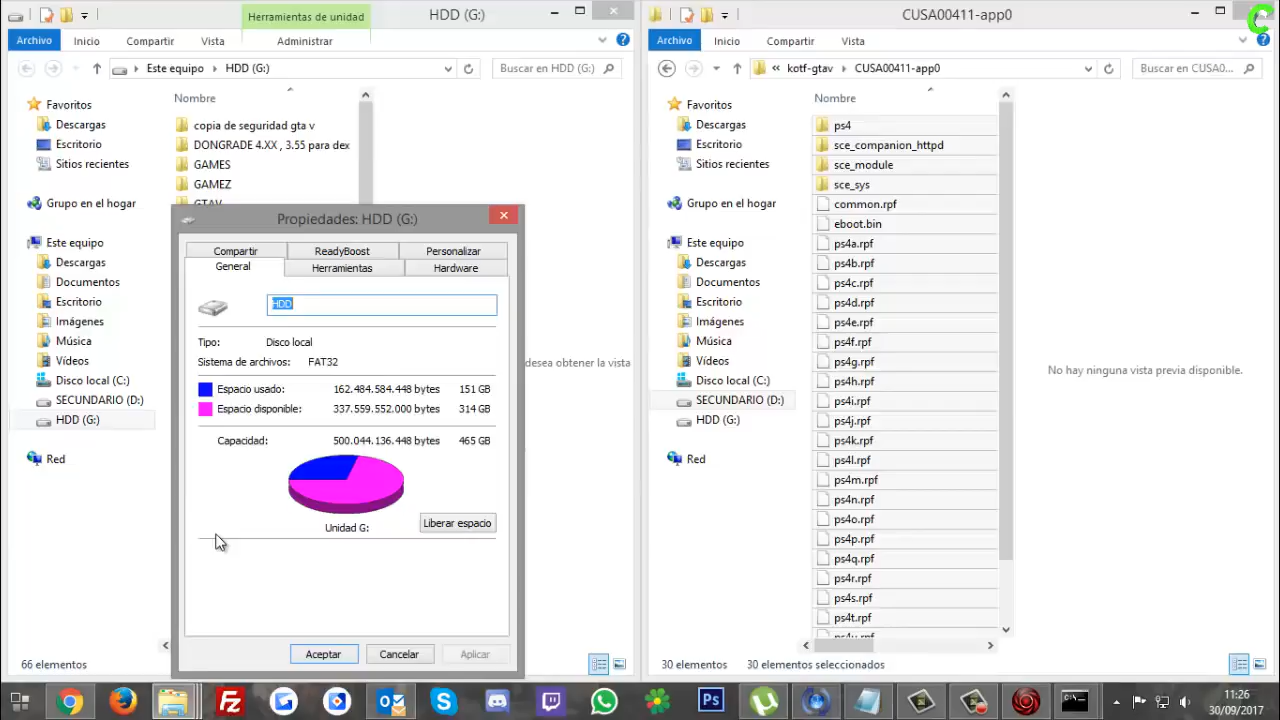 Herramientas de unidad
HDD (G:)
Archivo
Inicio
Compartir
Vista
Administrar
Este equipo
HDD (G:)
Buscar en HDD (G:)
Nombre
Favoritos
Descargas
Escritorio
Sitios recientes
Grupo en el hogar
Este equipo
Descargas
Documentos
Escritorio
Imágenes
Música
Vídeos
Disco local (C:)
SECUNDARIO (D:)
HDD (G:)
Red
copia de seguridad gta v
DONGRADE 4.XX , 3.55 para dex
GAMES
GAMEZ
GTAV
desea obtener la vista
66 elementos
Propiedades: HDD (G:)
Compartir
ReadyBoost
Personalizar
General
Herramientas
Hardware
HDD
Tipo: Disco local
Sistema de archivos: FAT32
Espacio usado: 162.484.584.448 bytes 151 GB
Espacio disponible: 337.559.552.000 bytes 314 GB
Capacidad: 500.044.136.448 bytes 465 GB
Unidad G:
Liberar espacio
Aceptar
Cancelar
Aplicar
CUSA00411-app0
Archivo
Inicio
Compartir
Vista
« kotf-gtav
CUSA00411-app0
Buscar en CUSA0...
Nombre
Favoritos
Descargas
Escritorio
Sitios recientes
Grupo en el hogar
Este equipo
Descargas
Documentos
Escritorio
Imágenes
Música
Vídeos
Disco local (C:)
SECUNDARIO (D:)
HDD (G:)
Red
ps4
sce_companion_httpd
sce_module
sce_sys
common.rpf
eboot.bin
ps4a.rpf
ps4b.rpf
ps4c.rpf
ps4d.rpf
ps4e.rpf
ps4f.rpf
ps4g.rpf
ps4h.rpf
ps4i.rpf
ps4j.rpf
ps4k.rpf
ps4l.rpf
ps4m.rpf
ps4n.rpf
ps4o.rpf
ps4p.rpf
ps4q.rpf
ps4r.rpf
ps4s.rpf
ps4t.rpf
ps4u.rpf
No hay ninguna vista previa disponible.
30 elementos
30 elementos seleccionados
11:26
30/09/2017